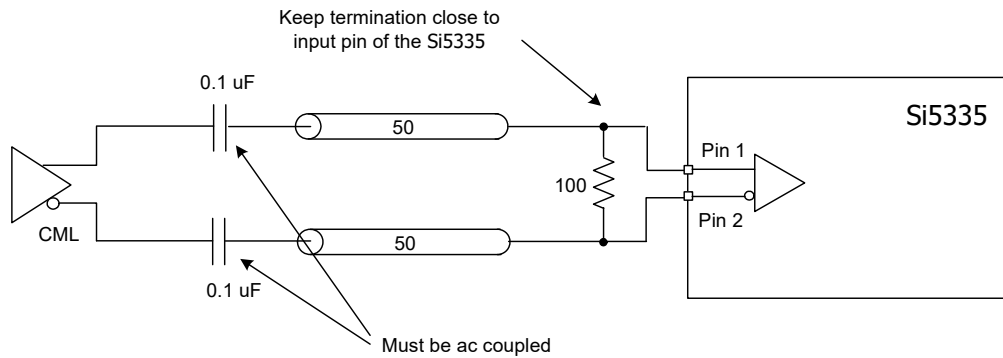 Keep termination close to
input pin of the Si5335
0.1 uF
50
Si5335
Pin 1
100
Pin 2
CML
50
0.1 uF
Must be ac coupled